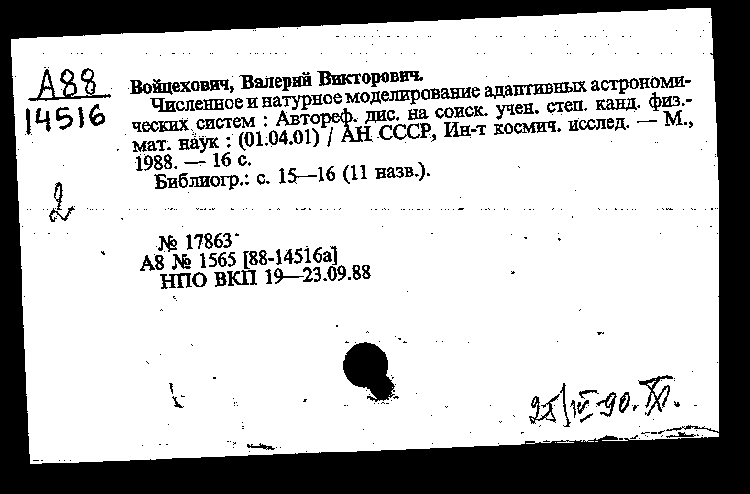 А88
14516
Войцехович, Валерий Викторович.
Численное и натурное моделирование адаптивных астрономи-
ческих систем : Автореф. дис. на соиск. учен. степ. канд. физ.-
мат. наук : (01.04.01) / АН СССР, Ин-т космич. исслед. — М.,
1988. — 16 с.
Библиогр.: с. 15—16 (11 назв.).
2
№ 17863
А8 № 1565 [88-14516а]
НПО ВКП 19—23.09.88